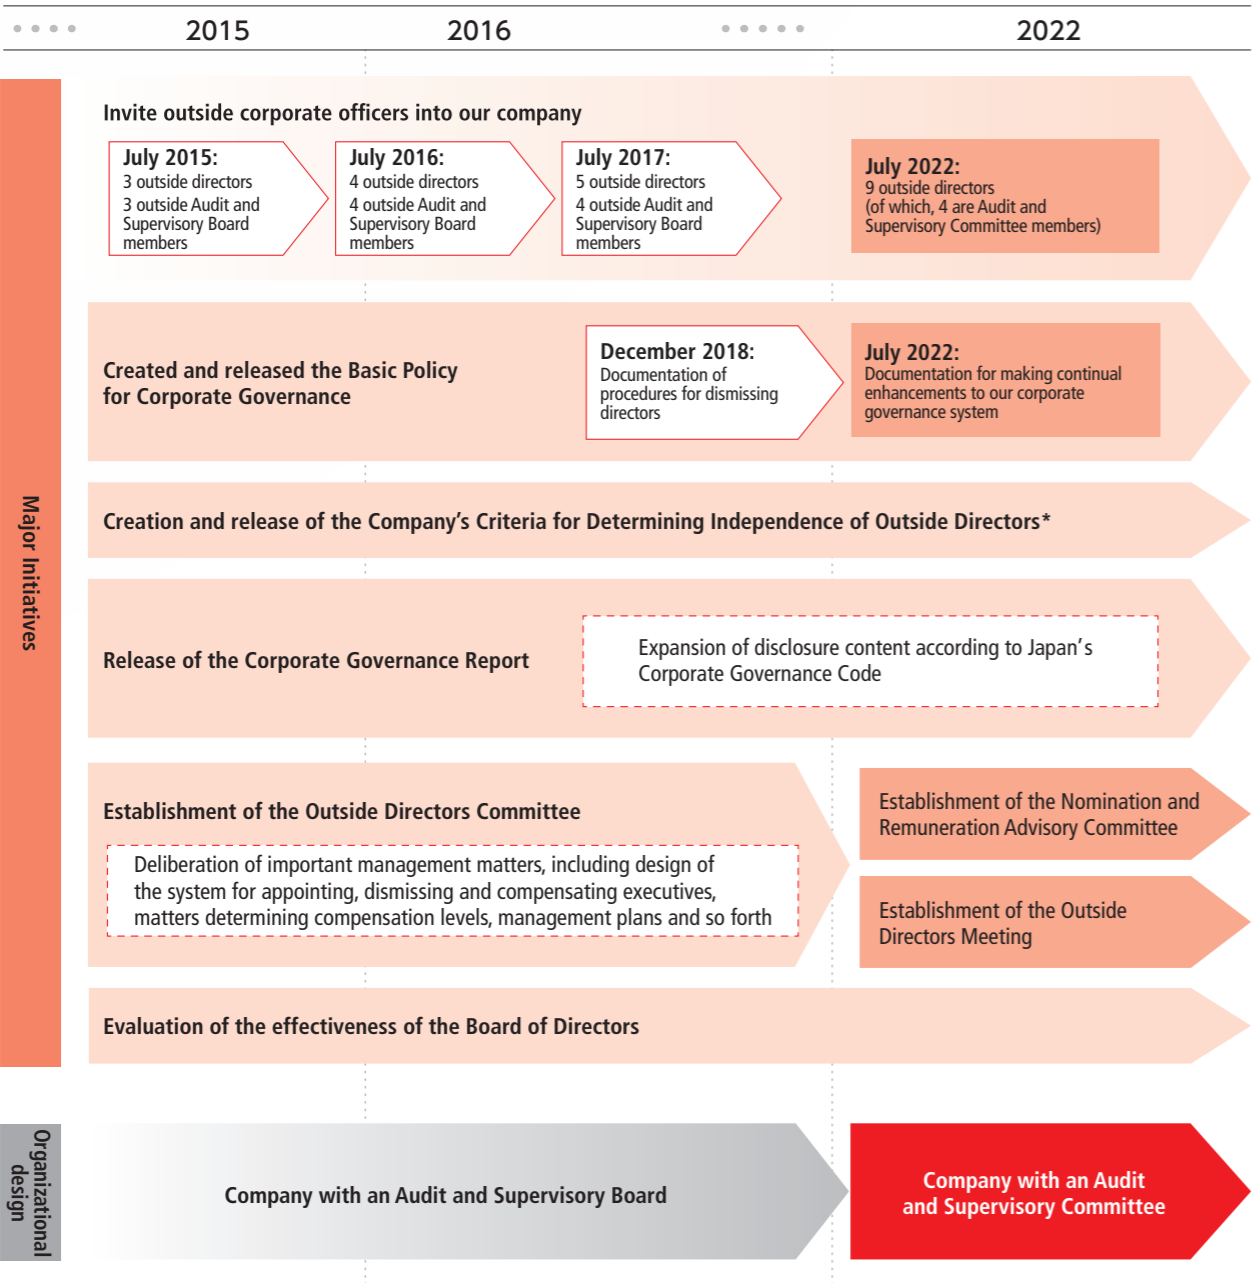 2015
2016
2022
Major Initiatives
Invite outside corporate officers into our company
July 2015:
3 outside directors
3 outside Audit and
Supervisory Board
members
July 2016:
4 outside directors
4 outside Audit and
Supervisory Board
members
July 2017:
5 outside directors
4 outside Audit and
Supervisory Board
members
July 2022:
9 outside directors
(of which, 4 are Audit and
Supervisory Committee members)
Created and released the Basic Policy
for Corporate Governance
December 2018:
Documentation of
procedures for dismissing
directors
July 2022:
Documentation for making continual
enhancements to our corporate
governance system
Creation and release of the Company’s Criteria for Determining Independence of Outside Directors*
Release of the Corporate Governance Report
Expansion of disclosure content according to Japan’s
Corporate Governance Code
Establishment of the Outside Directors Committee
Deliberation of important management matters, including design of
the system for appointing, dismissing and compensating executives,
matters determining compensation levels, management plans and so forth
Establishment of the Nomination and
Remuneration Advisory Committee
Establishment of the Outside
Directors Meeting
Evaluation of the effectiveness of the Board of Directors
Organizational
design
Company with an Audit and Supervisory Board
Company with an Audit
and Supervisory Committee